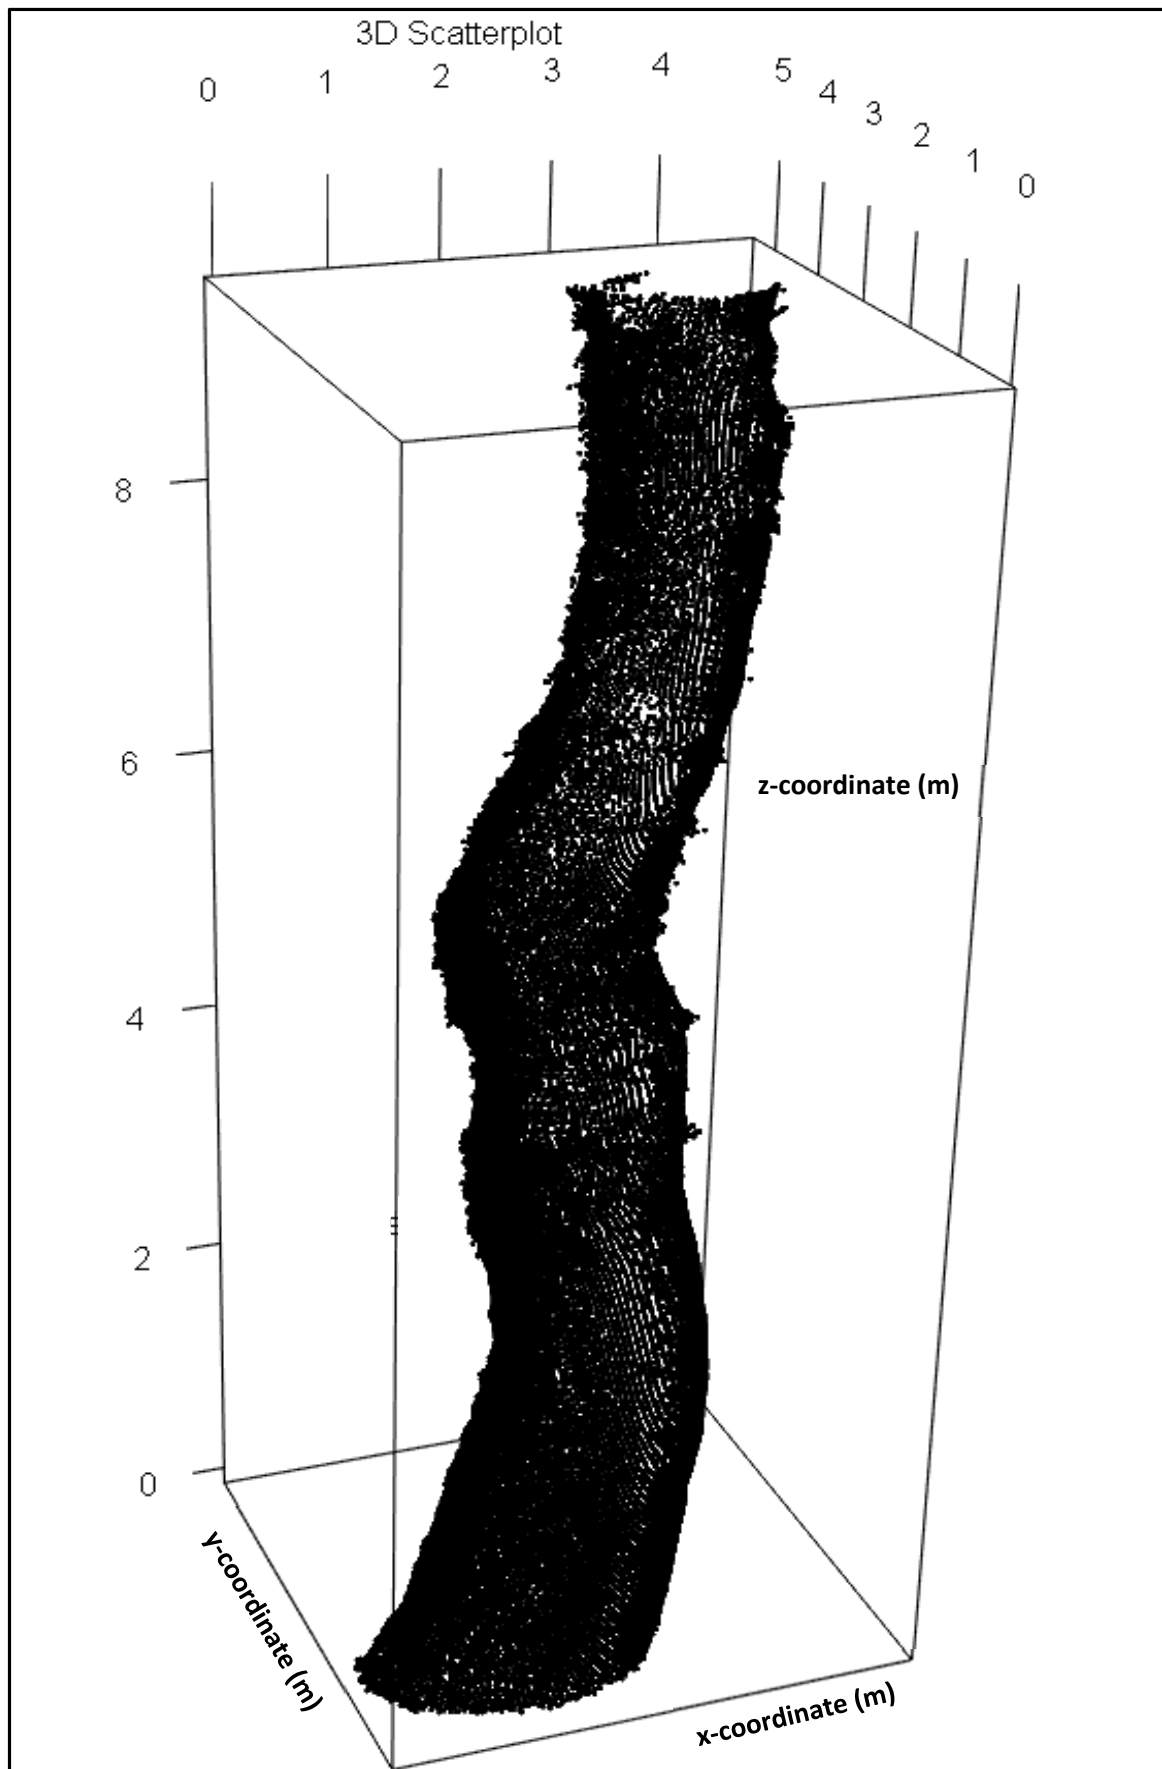 3D Scatterplot
0 1 2 3 4 5 4 3 2 1 0
8
6
z-coordinate (m)
4
2
0
y-coordinate (m)
x-coordinate (m)